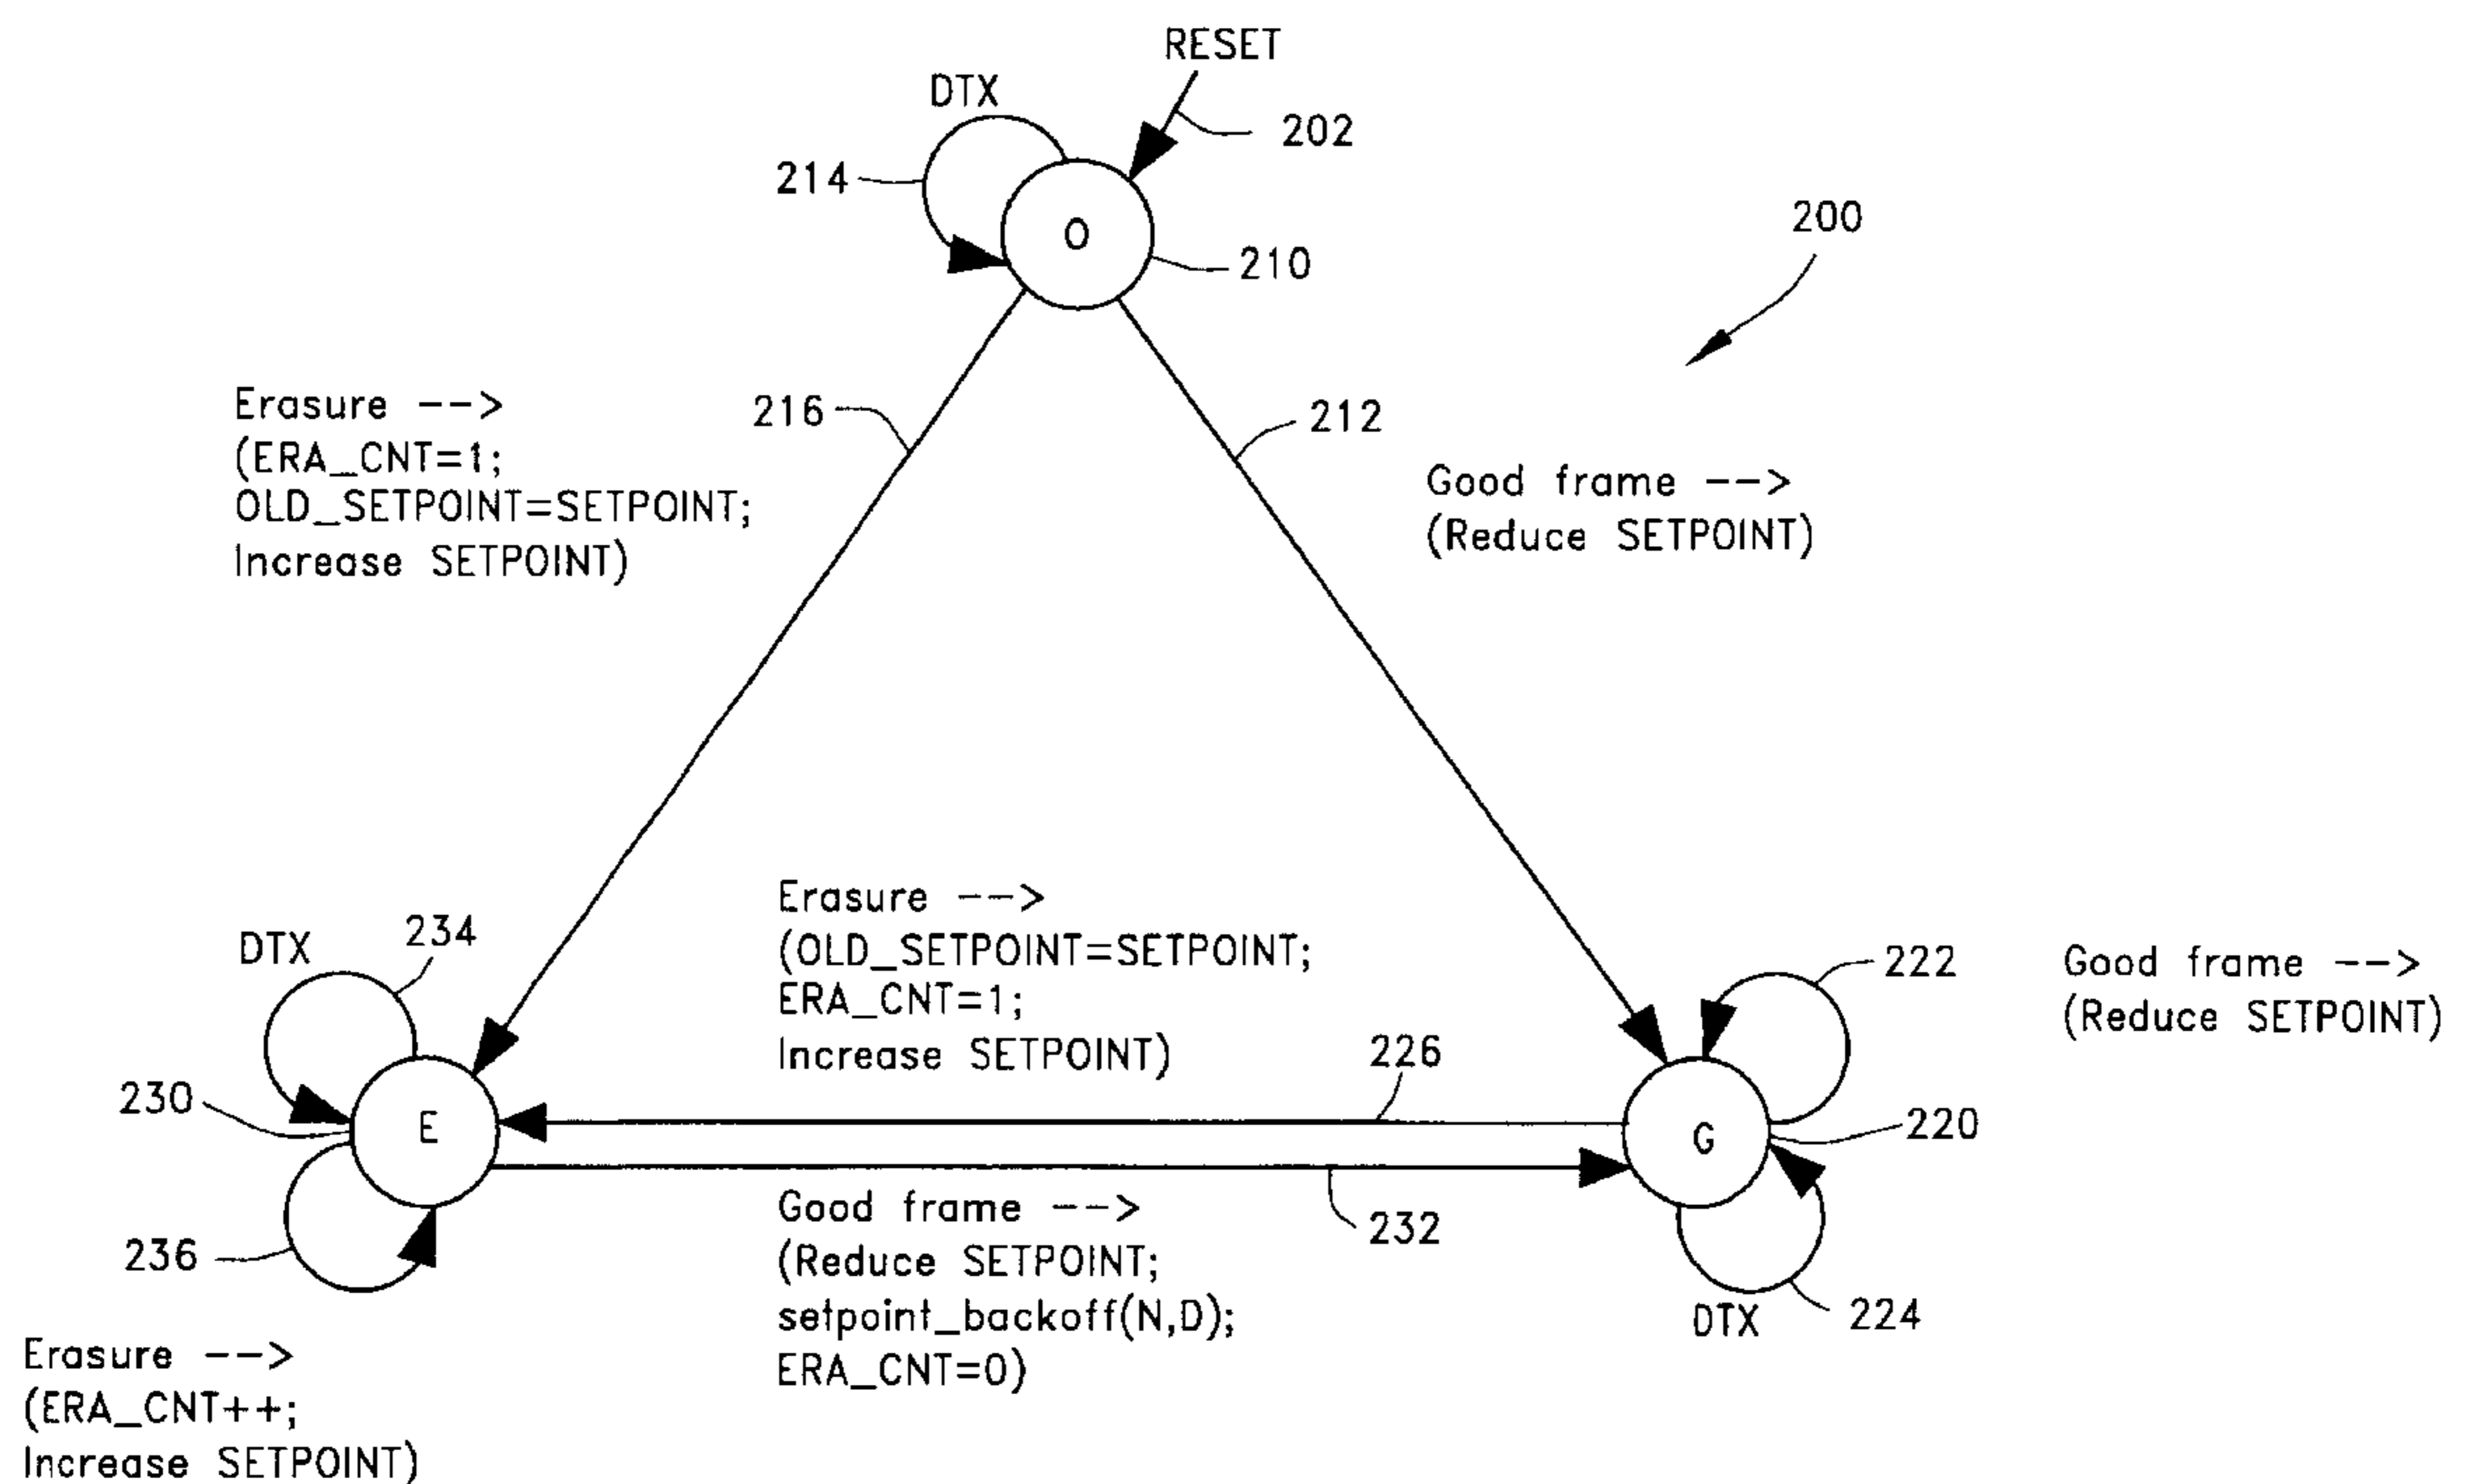 RESET
DTX
202
214
O
210
200
Erasure -->
(ERA_CNT=1;
OLD_SETPOINT=SETPOINT;
Increase SETPOINT)
216
212
Good frame -->
(Reduce SETPOINT)
Erasure -->
(OLD_SETPOINT=SETPOINT;
ERA_CNT=1;
Increase SETPOINT)
DTX
234
226
222
Good frame -->
(Reduce SETPOINT)
230
E
G
220
236
Good frame -->
(Reduce SETPOINT;
setpoint_backoff(N,D);
ERA_CNT=0)
232
DTX
224
Erasure -->
(ERA_CNT++;
Increase SETPOINT)